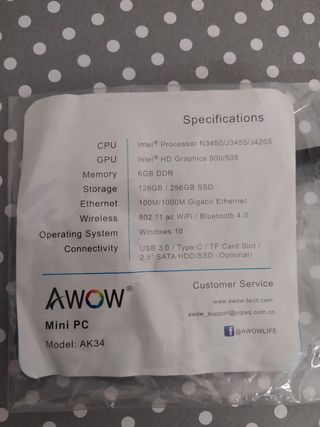 Specifications
CPU Intel® Processor N3450/J3455/J4205
GPU Intel® HD Graphics 500/505
Memory 6GB DDR
Storage 128GB / 256GB SSD
Ethernet 100M/1000M Gigabit Ethernet
Wireless 802.11 ac WiFi / Bluetooth 4.0
Operating System Windows 10
Connectivity USB 3.0 / Type-C / TF Card Slot /
2.5" SATA HDD/SSD (Optional)
AWOW®
Mini PC
Model: AK34
Customer Service
www.awow-tech.com
awow_support@cqteq.com.cn
f @AWOWLIFE